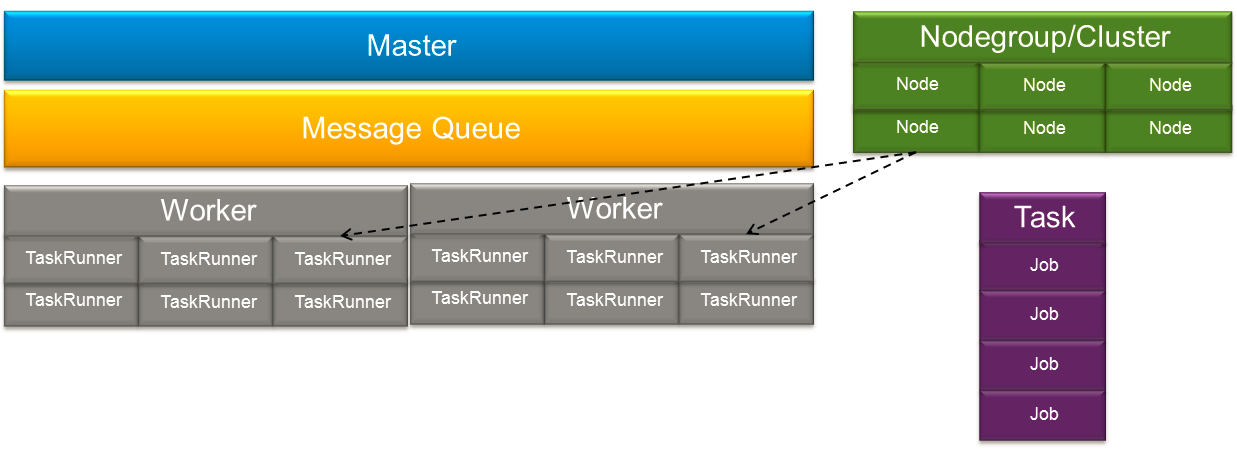 Master
Message Queue
Worker
TaskRunner TaskRunner TaskRunner
TaskRunner TaskRunner TaskRunner
Worker
TaskRunner TaskRunner TaskRunner
TaskRunner TaskRunner TaskRunner
Nodegroup/Cluster
Node Node Node
Node Node Node
Task
Job
Job
Job
Job